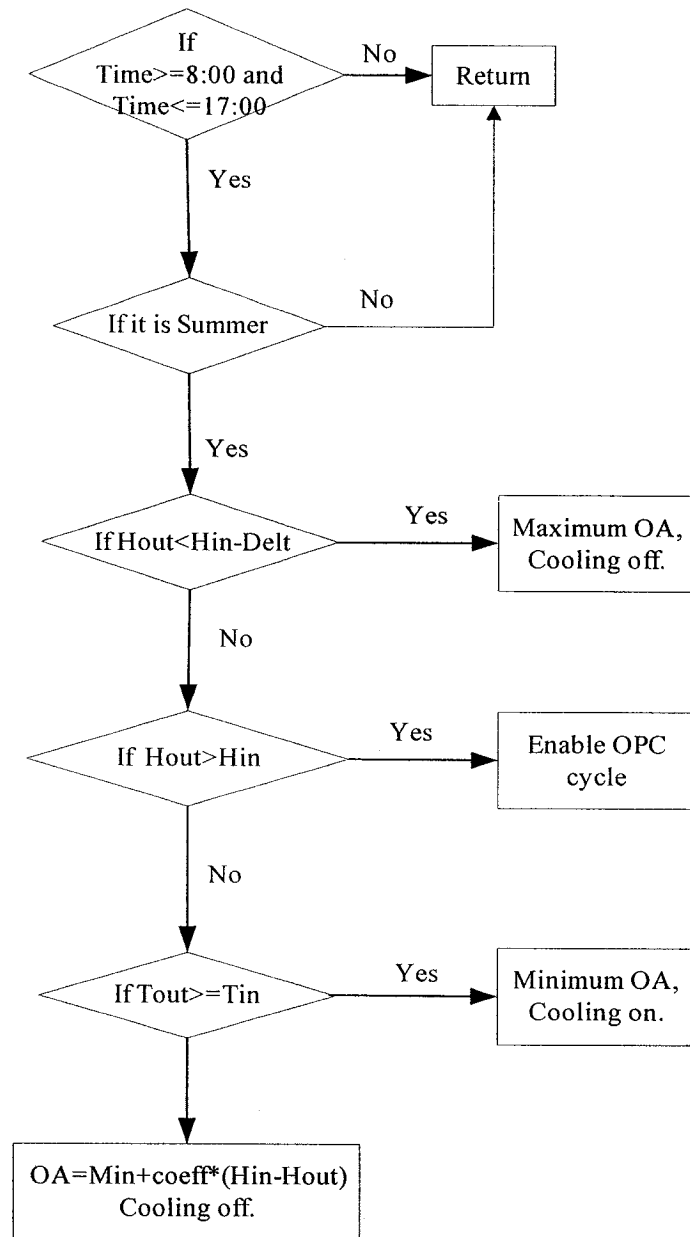 If
Time>=8:00 and
Time<=17:00
No
Return
Yes
If it is Summer
No
Yes
If Hout<Hin-Delt
Yes
Maximum OA,
Cooling off.
No
If Hout>Hin
Yes
Enable OPC
cycle
No
If Tout>=Tin
Yes
Minimum OA,
Cooling on.
OA=Min+coeff*(Hin-Hout)
Cooling off.